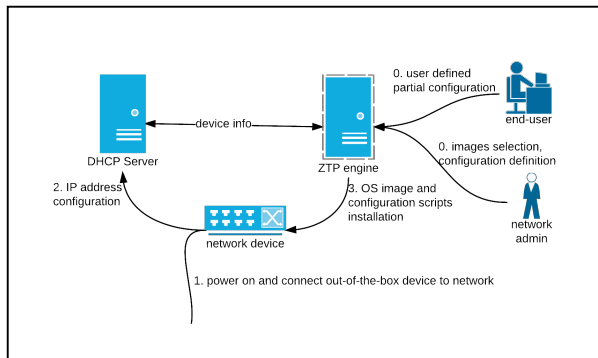 0. user defined
partial configuration
end-user
device info
DHCP Server
ZTP engine
0. images selection,
configuration definition
2. IP address
configuration
3. OS image and
configuration scripts
installation
network
admin
network device
1. power on and connect out-of-the-box device to network